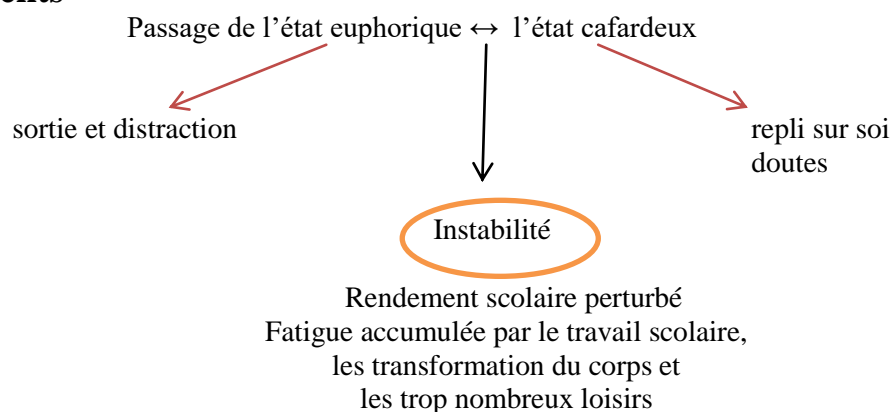 Passage de l’état euphorique ↔ l’état cafardeux
sortie et distraction
repli sur soi
doutes
Instabilité
Rendement scolaire perturbé
Fatigue accumulée par le travail scolaire,
les transformation du corps et
les trop nombreux loisirs